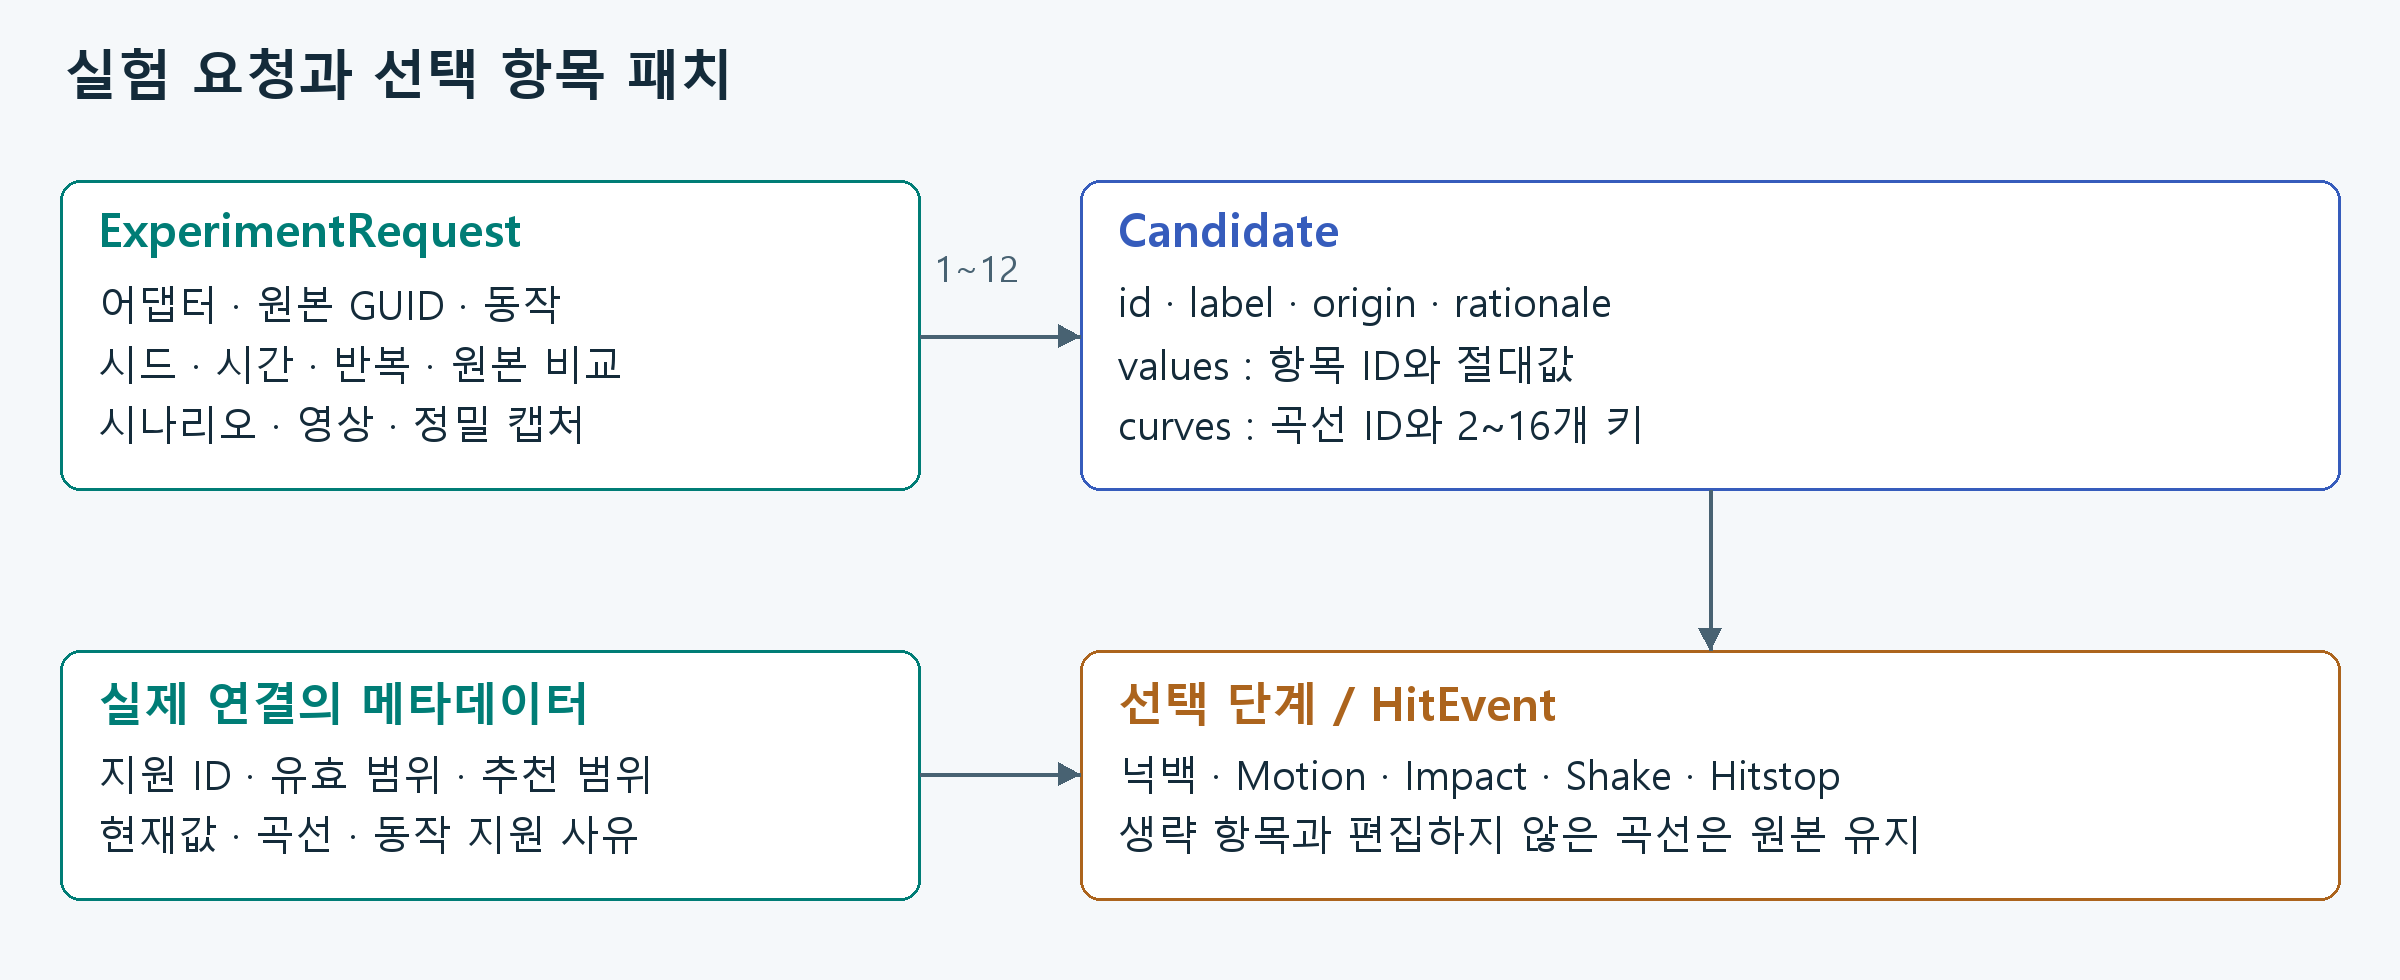 실험 요청과 선택 항목 패치
ExperimentRequest
어댑터 · 원본 GUID · 동작
시드 · 시간 · 반복 · 원본 비교
시나리오 · 영상 · 정밀 캡처
1~12
Candidate
id · label · origin · rationale
values : 항목 ID와 절대값
curves : 곡선 ID와 2~16개 키
실제 연결의 메타데이터
지원 ID · 유효 범위 · 추천 범위
현재값 · 곡선 · 동작 지원 사유
선택 단계 / HitEvent
넉백 · Motion · Impact · Shake · Hitstop
생략 항목과 편집하지 않은 곡선은 원본 유지